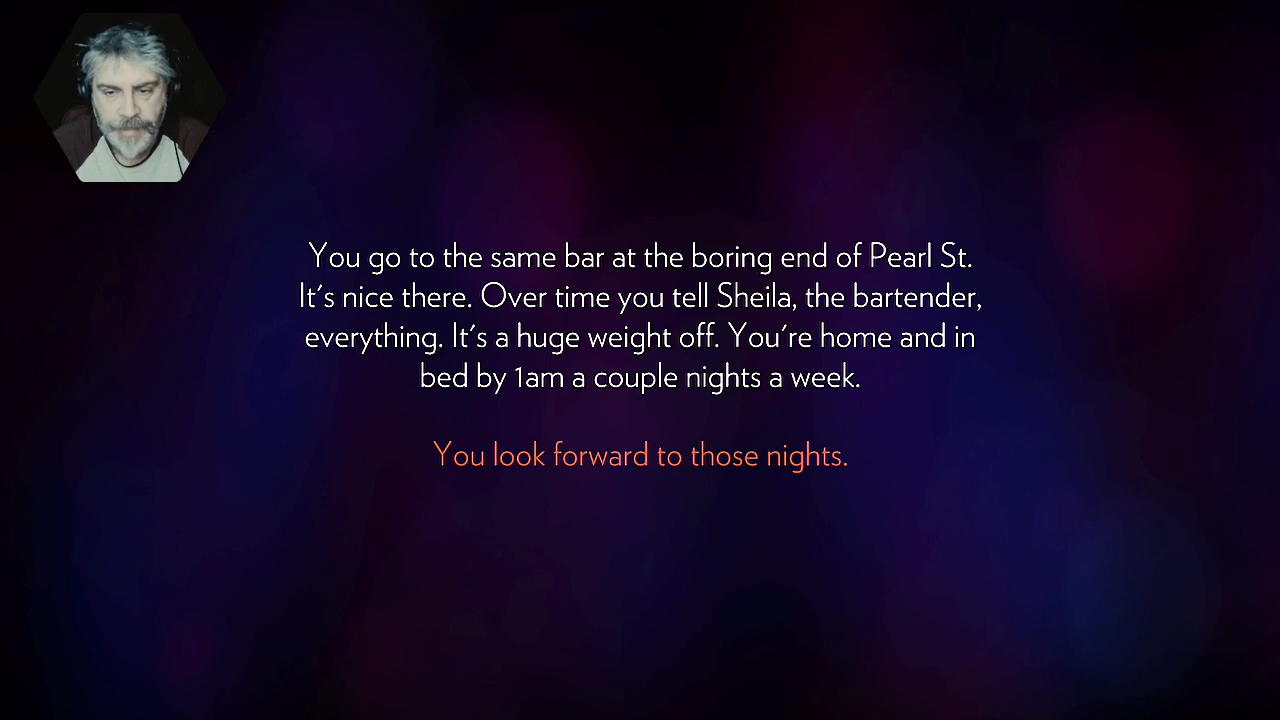 You go to the same bar at the boring end of Pearl St.
It's nice there. Over time you tell Sheila, the bartender,
everything. It's a huge weight off. You're home and in
bed by 1am a couple nights a week.
You look forward to those nights.